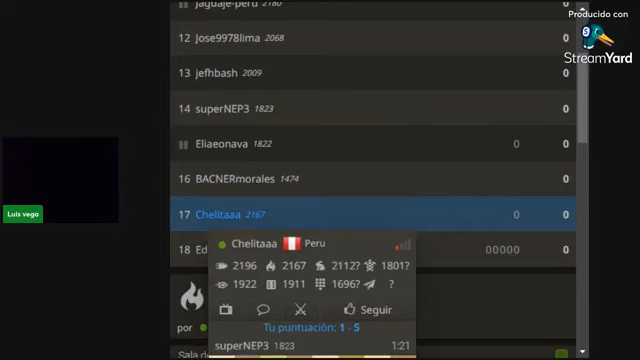 jaguaje-peru 2180
Producido con
StreamYard
12 Jose9978lima 2068 0
13 jefhbash 2009 0
14 superNEP3 1823 0
Eliaeonava 1822 0 0
16 BACNERmorales 1474 0
Luis vega
17 Chelitaaa 2167 0 0
18 Ed 00000 0
Chelitaaa Peru
2196 2167 2112? 1801?
1922 1911 1696? ?
Seguir
Tu puntuación: 1 - 5
por
superNEP3 1823 1:21
Sala de